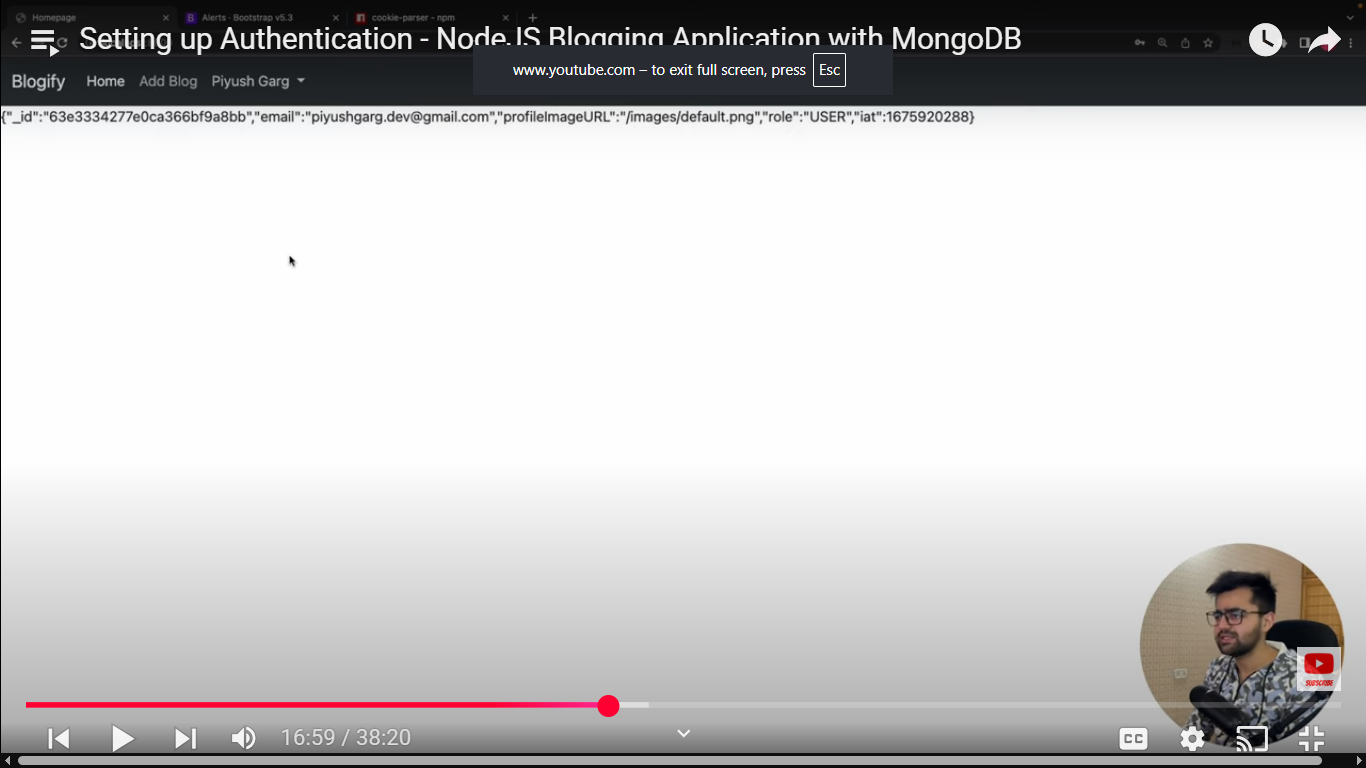 Homepage
Alerts · Bootstrap v5.3
cookie-parser - npm
Setting up Authentication - NodeJS Blogging Application with MongoDB
www.youtube.com – to exit full screen, press Esc
Blogify Home Add Blog Piyush Garg
{"_id":"63e3334277e0ca366bf9a8bb","email":"piyushgarg.dev@gmail.com","profileImageURL":"/images/default.png","role":"USER","iat":1675920288}
SUBSCRIBE
16:59 / 38:20
CC